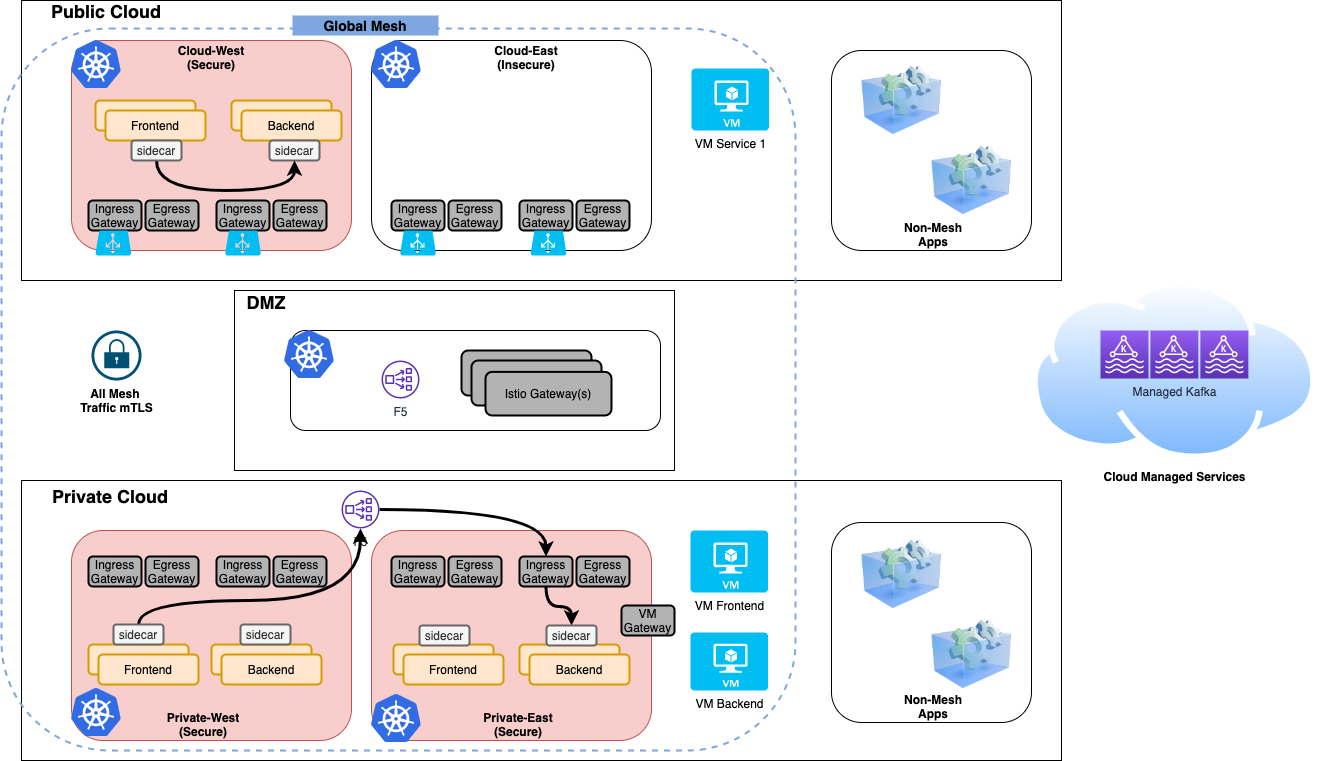 Public Cloud
Global Mesh
Cloud-West
(Secure)
Cloud-East
(Insecure)
Frontend
Backend
sidecar
sidecar
VM
VM Service 1
Ingress
Gateway
Egress
Gateway
Ingress
Gateway
Egress
Gateway
Ingress
Gateway
Egress
Gateway
Ingress
Gateway
Egress
Gateway
Non-Mesh
Apps
DMZ
All Mesh
Traffic mTLS
F5
Istio Gateway(s)
K
K
K
Managed Kafka
Cloud Managed Services
Private Cloud
Ingress
Gateway
Egress
Gateway
Ingress
Gateway
Egress
Gateway
Ingress
Gateway
Egress
Gateway
Ingress
Gateway
Egress
Gateway
VM
VM Frontend
VM
Gateway
sidecar
sidecar
sidecar
sidecar
Frontend
Backend
Frontend
Backend
VM
VM Backend
Private-West
(Secure)
Private-East
(Secure)
Non-Mesh
Apps